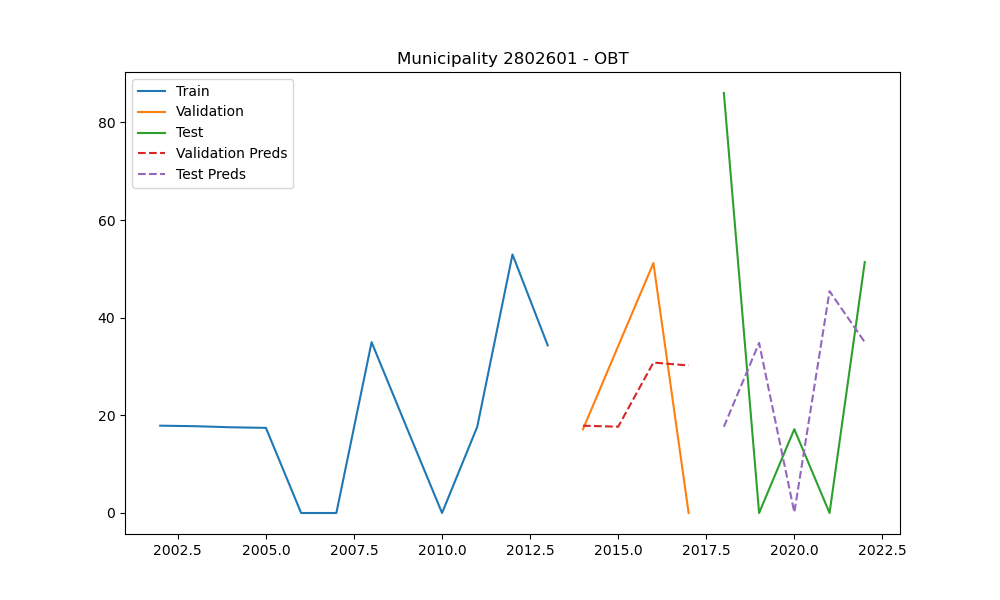 Municipality 2802601 - OBT
Train
Validation
Test
Validation Preds
Test Preds
80
60
40
20
0
2002.5 2005.0 2007.5 2010.0 2012.5 2015.0 2017.5 2020.0 2022.5